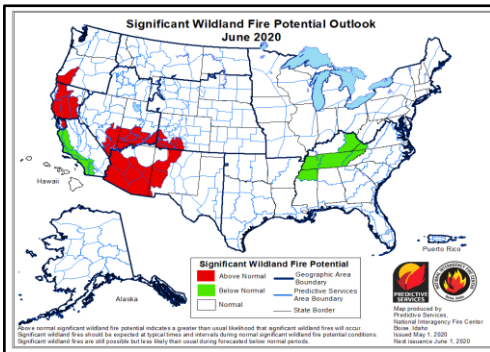 Significant Wildland Fire Potential Outlook
June 2020
Hawaii
Puerto Rico
Alaska
Significant Wildland Fire Potential
Above Normal
Below Normal
Normal
Geographic Area
Boundary
Predictive Services
Area Boundary
State Border
PREDICTIVE
SERVICES
Map produced by
Predictive Services,
National Interagency Fire Center
Boise, Idaho
Issued May 1, 2020
Next issuance June 1, 2020
Above normal significant wildland fire potential indicates a greater than usual likelihood that significant wildland fires will occur.
Significant wildland fires should be expected at typical times and intervals during normal significant wildland fire potential conditions.
Significant wildland fires are still possible but less likely than usual during forecasted below normal periods.